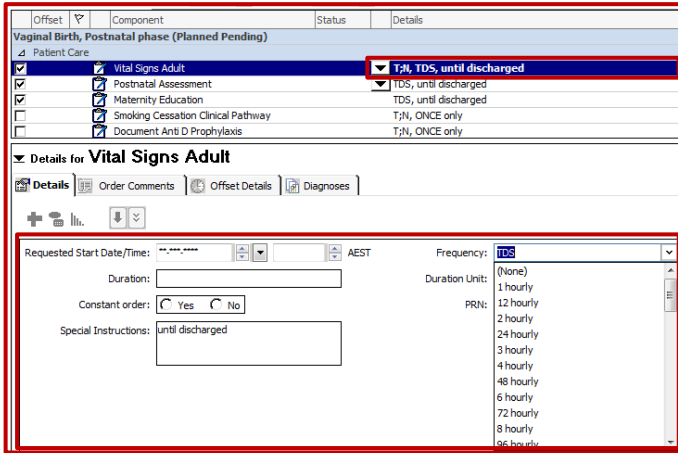 Offset Component Status Details
Vaginal Birth, Postnatal phase (Planned Pending)
Patient Care
Vital Signs Adult T;N, TDS, until discharged
Postnatal Assessment TDS, until discharged
Maternity Education TDS, until discharged
Smoking Cessation Clinical Pathway T;N, ONCE only
Document Anti D Prophylaxis T;N, ONCE only
Details for Vital Signs Adult
Details Order Comments Offset Details Diagnoses
Requested Start Date/Time: **.***.**** AEST Frequency: TDS
(None)
Duration: Duration Unit:
1 hourly
Constant order: Yes No PRN: 12 hourly
2 hourly
Special Instructions: until discharged 24 hourly
3 hourly
4 hourly
48 hourly
6 hourly
72 hourly
8 hourly
96 hourly